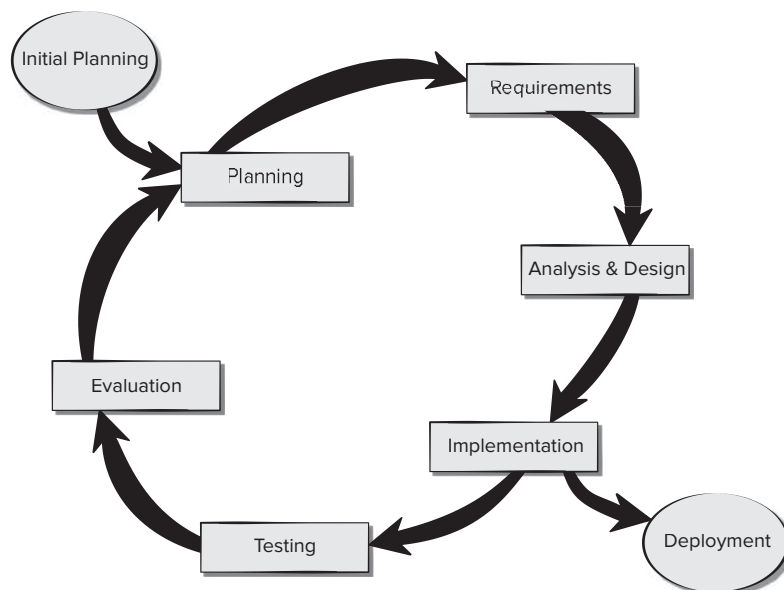 Initial Planning
Requirements
Planning
Analysis & Design
Evaluation
Implementation
Testing
Deployment